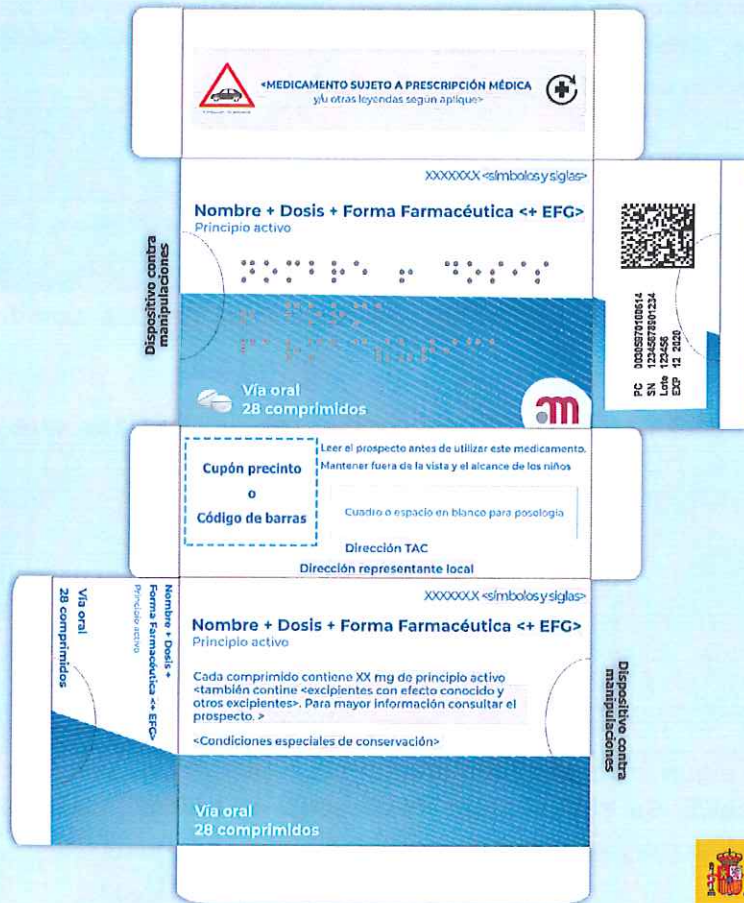 <MEDICAMENTO SUJETO A PRESCRIPCIÓN MÉDICA
y/u otras leyendas según aplique>
XXXXXXX <símbolos y siglas>
Nombre + Dosis + Forma Farmacéutica <+ EFG>
Principio activo
Dispositivo contra
manipulaciones
Vía oral
28 comprimidos
PC 00305970100614
SN 12345678901234
Lote 123456
EXP 12 2020
Cupón precinto
o
Código de barras
Leer el prospecto antes de utilizar este medicamento.
Mantener fuera de la vista y el alcance de los niños
Cuadro o espacio en blanco para posología
Dirección TAC
Dirección representante local
Vía oral
28 comprimidos
Nombre + Dosis +
Forma Farmacéutica <+ EFG>
Principio activo
XXXXXXX <símbolos y siglas>
Nombre + Dosis + Forma Farmacéutica <+ EFG>
Principio activo
Cada comprimido contiene XX mg de principio activo
<también contine <excipientes con efecto conocido y
otros excipientes>. Para mayor información consultar el
prospecto. >
<Condiciones especiales de conservación>
Dispositivo contra
manipulaciones
Vía oral
28 comprimidos